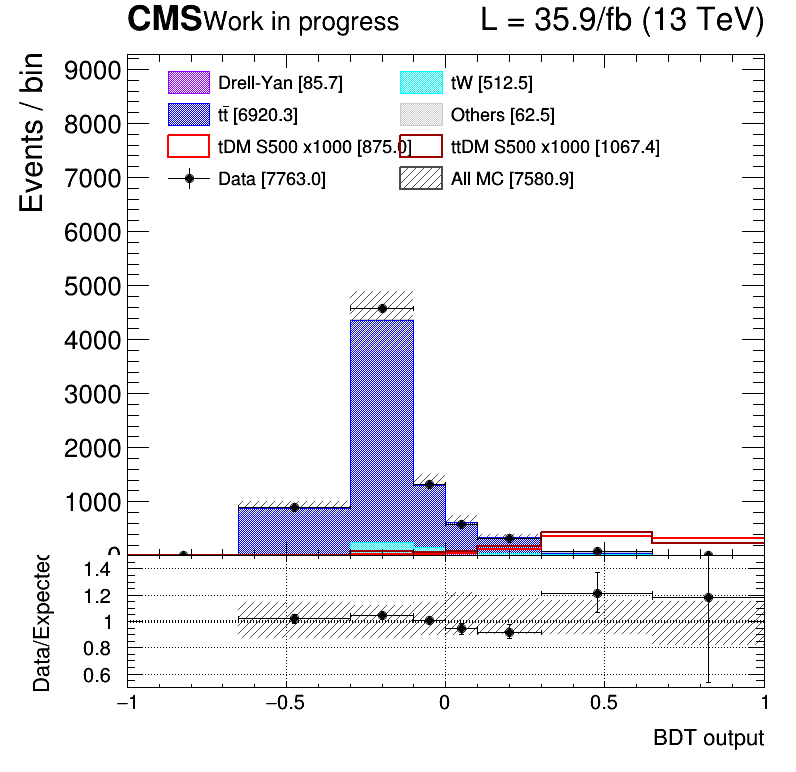 CMS Work in progress L = 35.9/fb (13 TeV)
Events / bin
9000
8000
7000
6000
5000
4000
3000
2000
1000
0
Drell-Yan [85.7] tW [512.5]
tt̄ [6920.3] Others [62.5]
tDM S500 x1000 [875.0] ttDM S500 x1000 [1067.4]
Data [7763.0] All MC [7580.9]
Data/Expected
1.4
1.2
1
0.8
0.6
−1 −0.5 0 0.5 1
BDT output